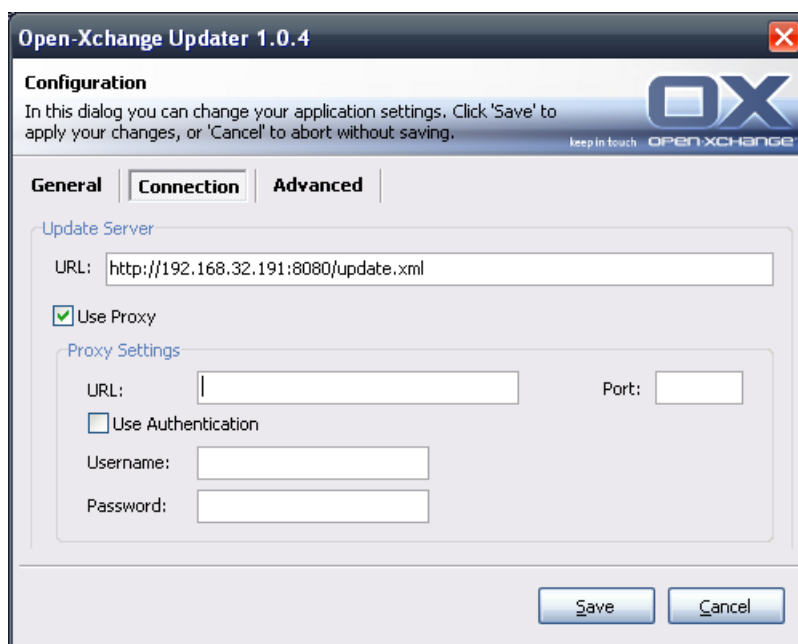 Open-Xchange Updater 1.0.4
Configuration
In this dialog you can change your application settings. Click 'Save' to
apply your changes, or 'Cancel' to abort without saving.
OX
keep in touch OPEN-XCHANGE
General Connection Advanced
Update Server
URL: http://192.168.32.191:8080/update.xml
Use Proxy
Proxy Settings
URL: Port:
Use Authentication
Username:
Password:
Save Cancel